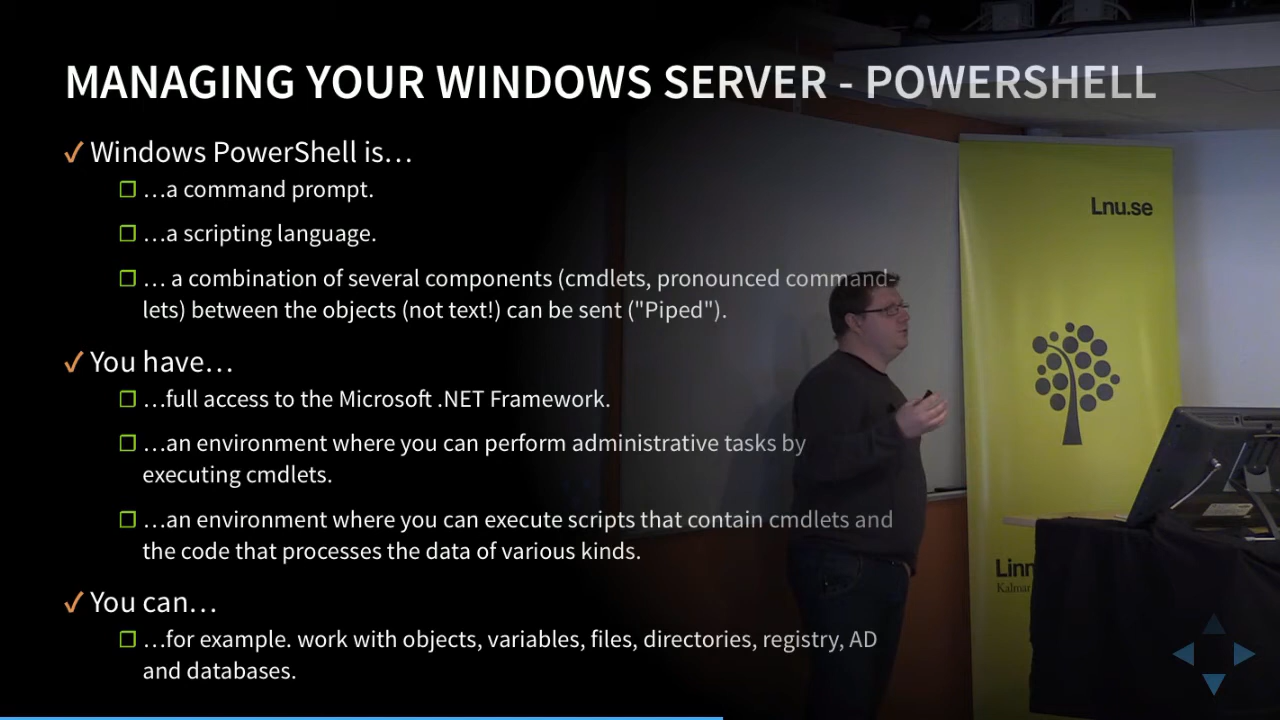 MANAGING YOUR WINDOWS SERVER - POWERSHELL
✓ Windows PowerShell is…
❒ …a command prompt.
❒ …a scripting language.
❒ … a combination of several components (cmdlets, pronounced command-
lets) between the objects (not text!) can be sent ("Piped").
✓ You have…
❒ …full access to the Microsoft .NET Framework.
❒ …an environment where you can perform administrative tasks by
executing cmdlets.
❒ …an environment where you can execute scripts that contain cmdlets and
the code that processes the data of various kinds.
✓ You can…
❒ …for example. work with objects, variables, files, directories, registry, AD
and databases.
Lnu.se
Linn
Kalmar